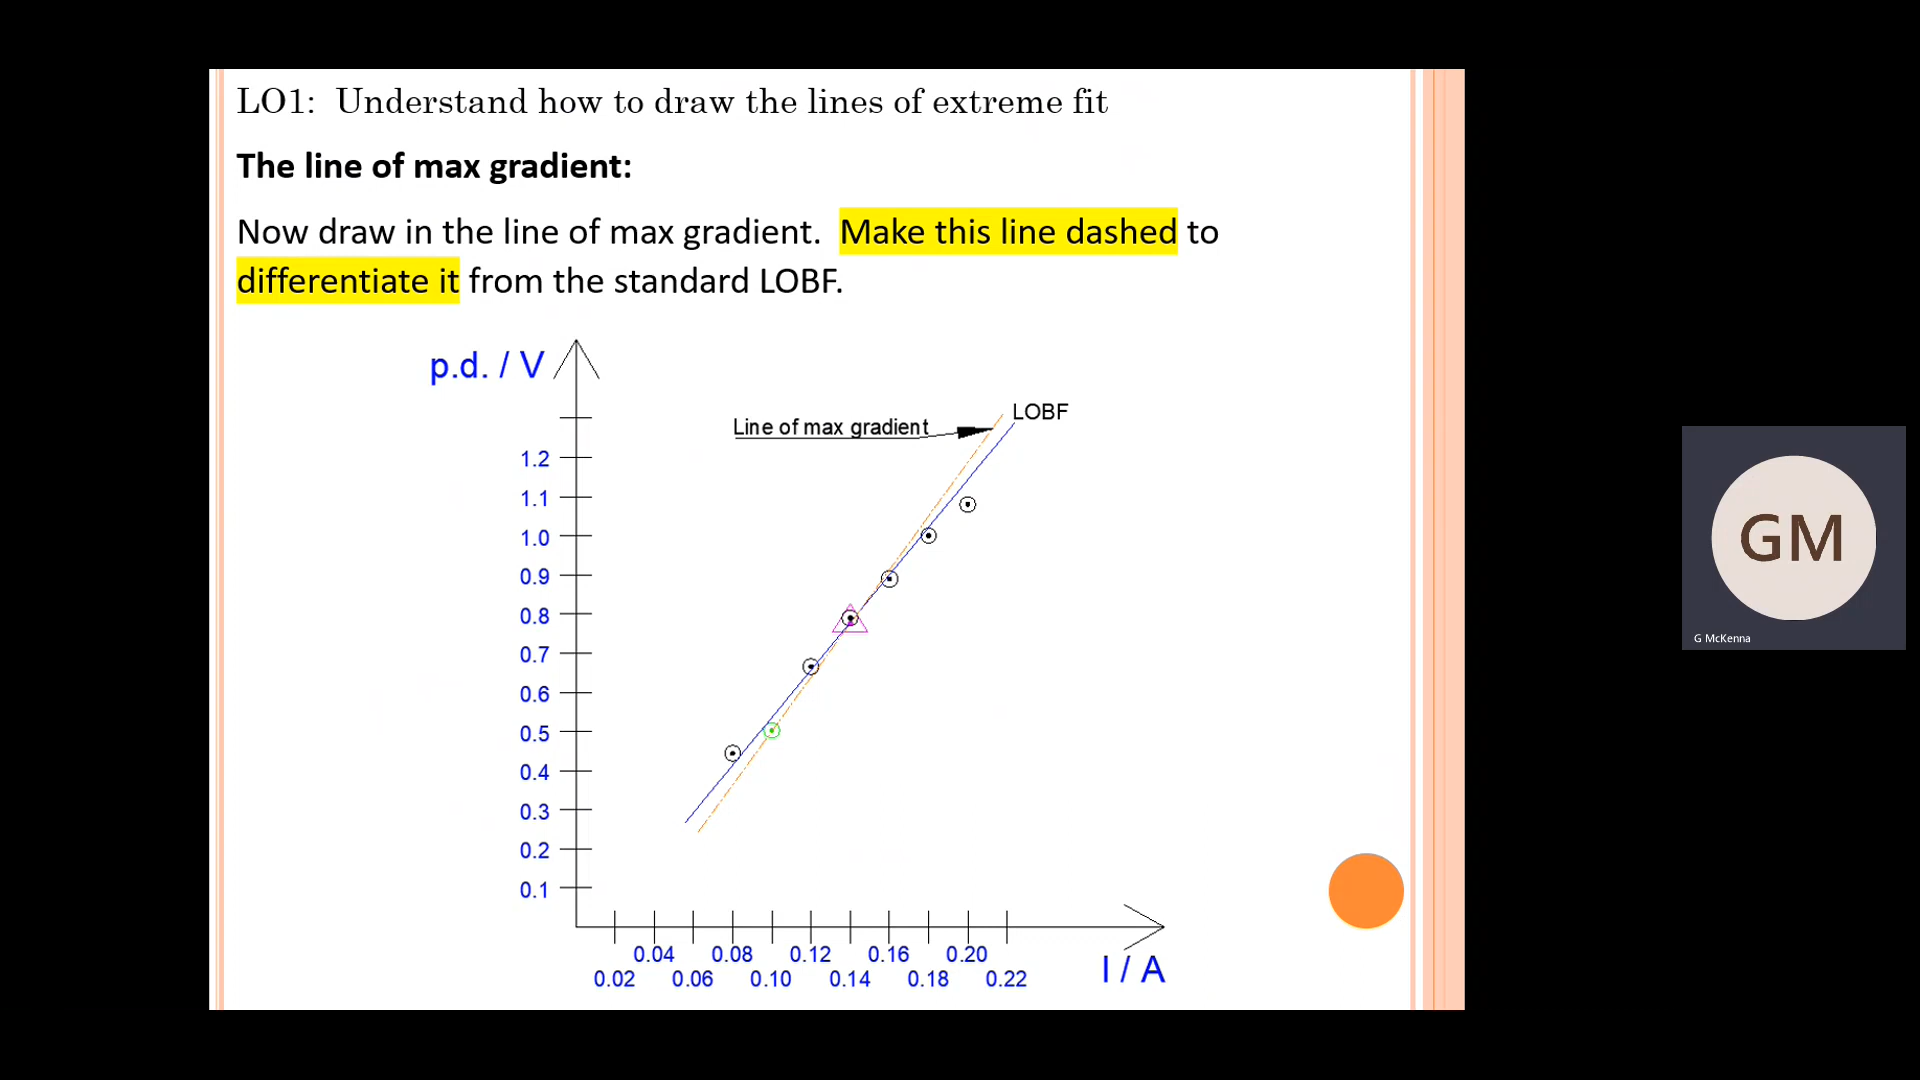 LO1: Understand how to draw the lines of extreme fit
The line of max gradient:
Now draw in the line of max gradient. Make this line dashed to
differentiate it from the standard LOBF.
p.d. / V
LOBF
Line of max gradient
1.2
1.1
1.0
0.9
0.8
0.7
0.6
0.5
0.4
0.3
0.2
0.1
0.04 0.08 0.12 0.16 0.20
0.02 0.06 0.10 0.14 0.18 0.22
I / A
GM
G McKenna